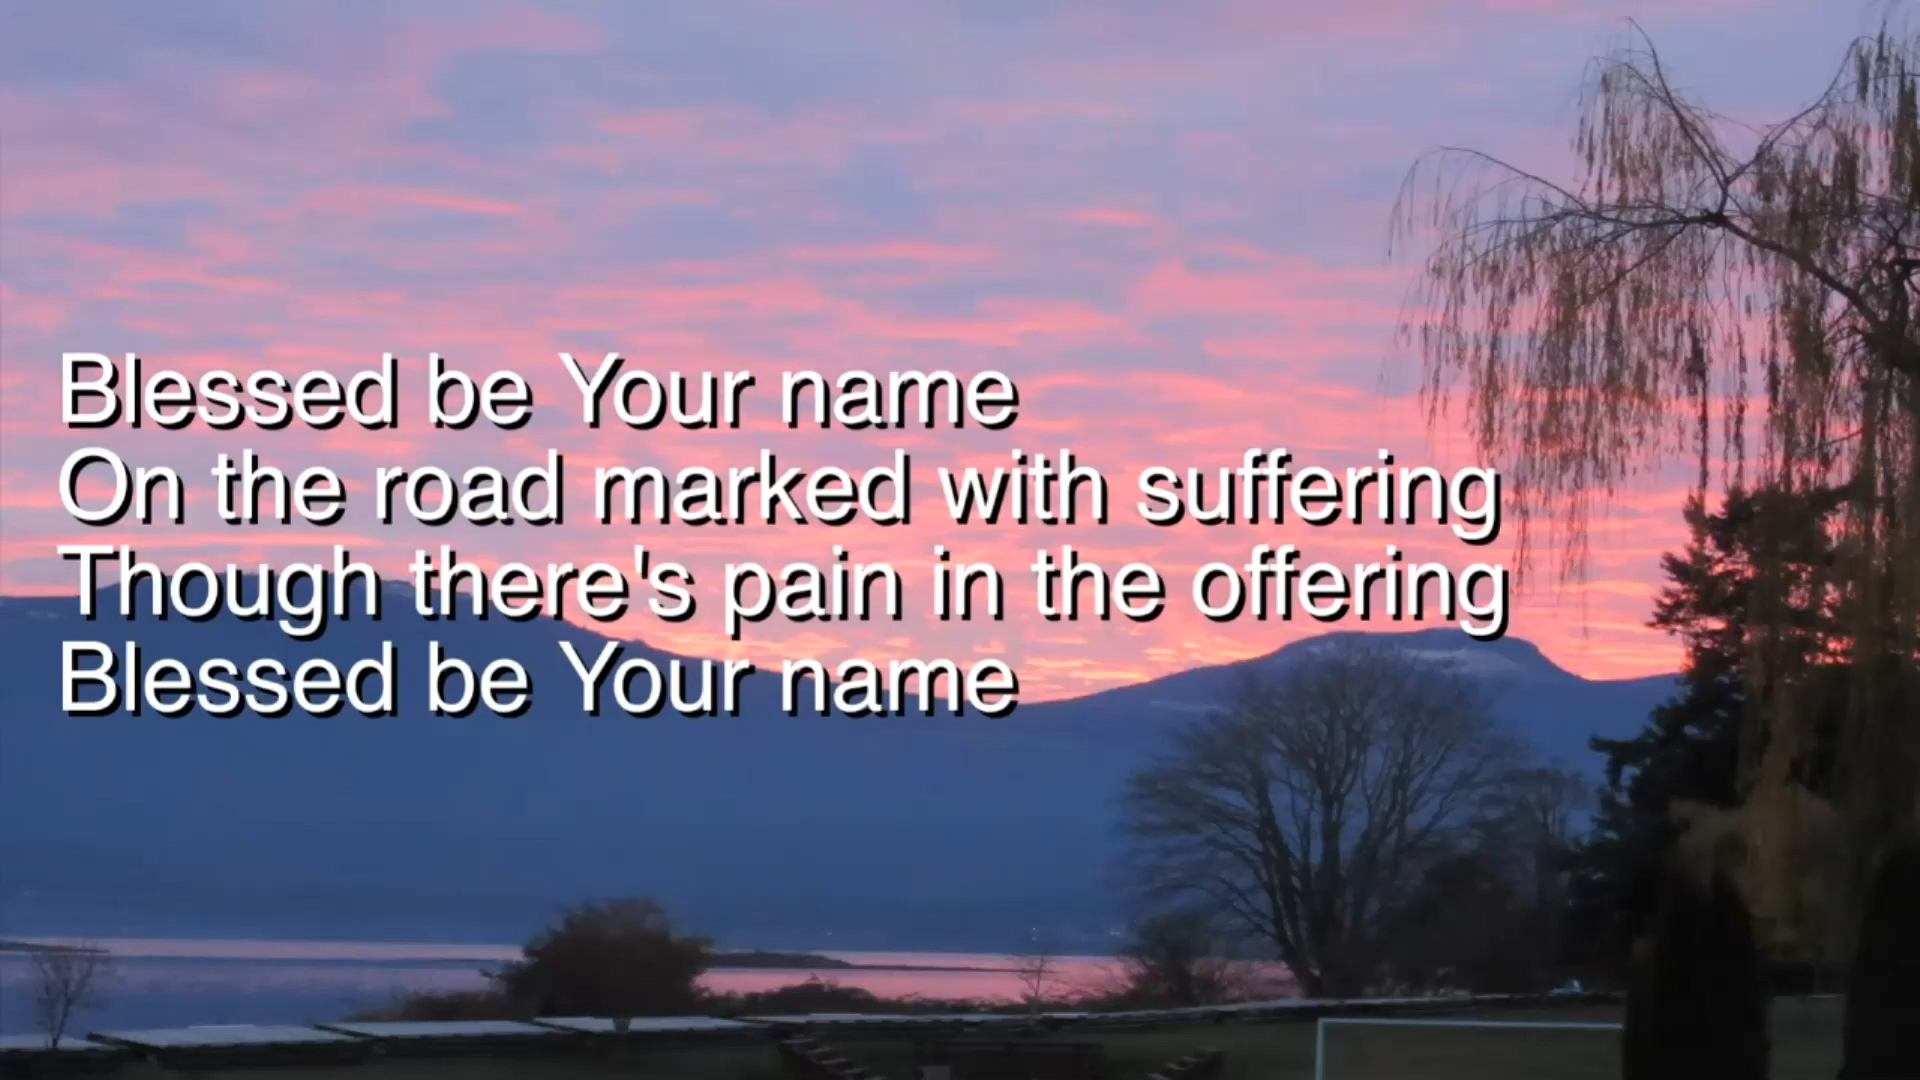 Blessed be Your name
On the road marked with suffering
Though there's pain in the offering
Blessed be Your name